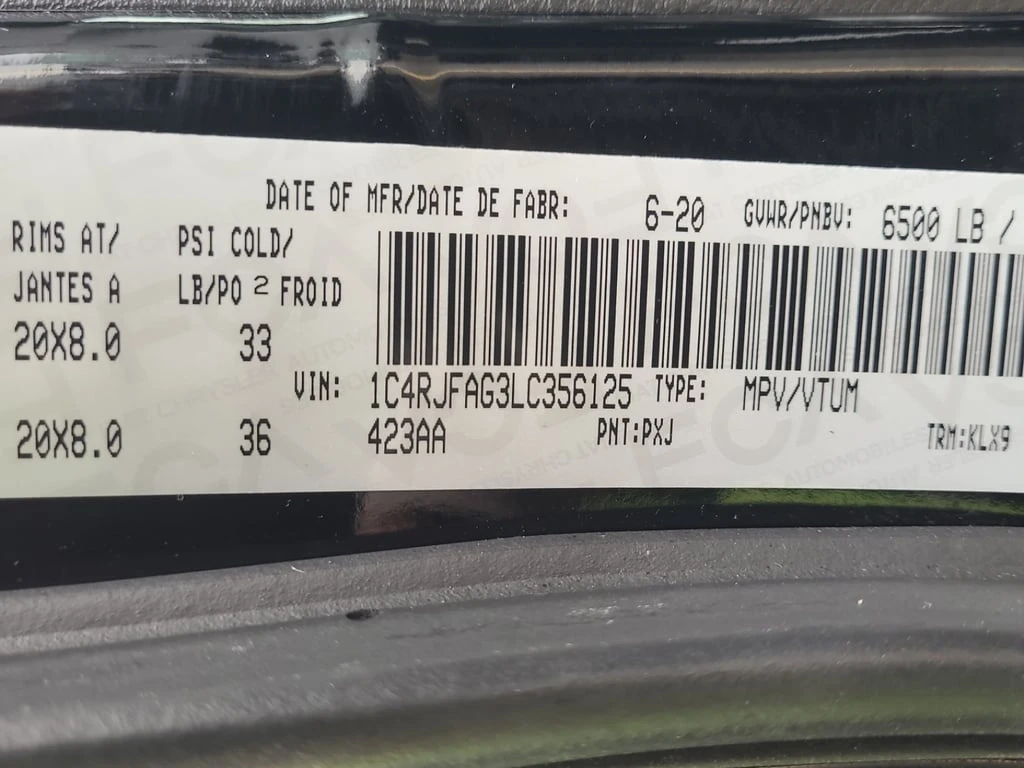 DATE OF MFR/DATE DE FABR: 6-20 GVWR/PNBV: 6500 LB /
RIMS AT/ PSI COLD/
JANTES A LB/PO 2 FROID
20X8.0 33
VIN: 1C4RJFAG3LC356125 TYPE: MPV/VTUM
20X8.0 36 423AA PNT:PXJ TRM:KLX9